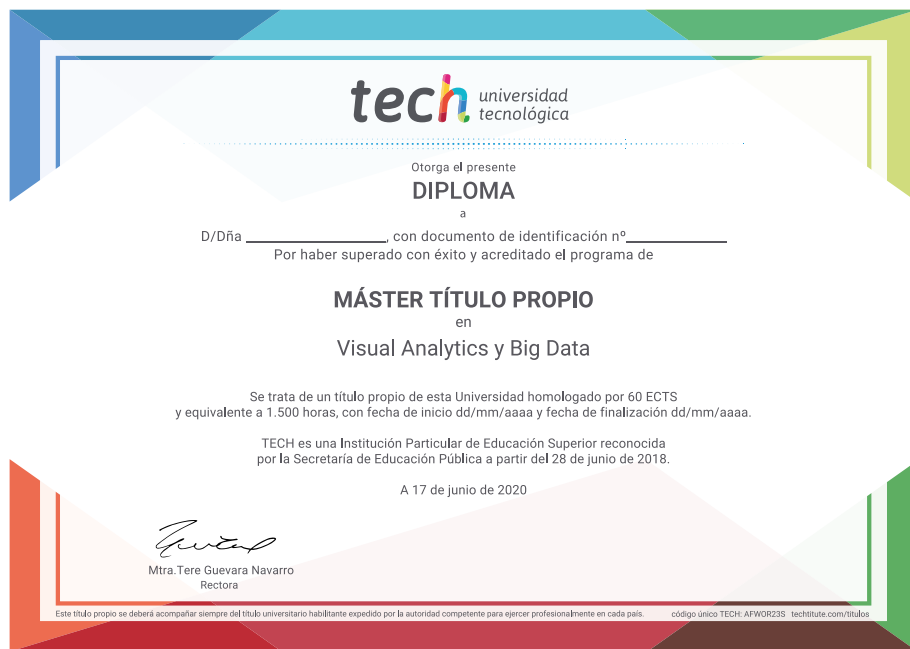 tech universidad
tecnológica
Otorga el presente
DIPLOMA
a
D/Dña ____________________, con documento de identificación nº______________
Por haber superado con éxito y acreditado el programa de
MÁSTER TÍTULO PROPIO
en
Visual Analytics y Big Data
Se trata de un título propio de esta Universidad homologado por 60 ECTS
y equivalente a 1.500 horas, con fecha de inicio dd/mm/aaaa y fecha de finalización dd/mm/aaaa.
TECH es una Institución Particular de Educación Superior reconocida
por la Secretaría de Educación Pública a partir del 28 de junio de 2018.
A 17 de junio de 2020
Mtra.Tere Guevara Navarro
Rectora
Este título propio se deberá acompañar siempre del título universitario habilitante expedido por la autoridad competente para ejercer profesionalmente en cada país. código único TECH: AFWOR23S techtitute.com/titulos